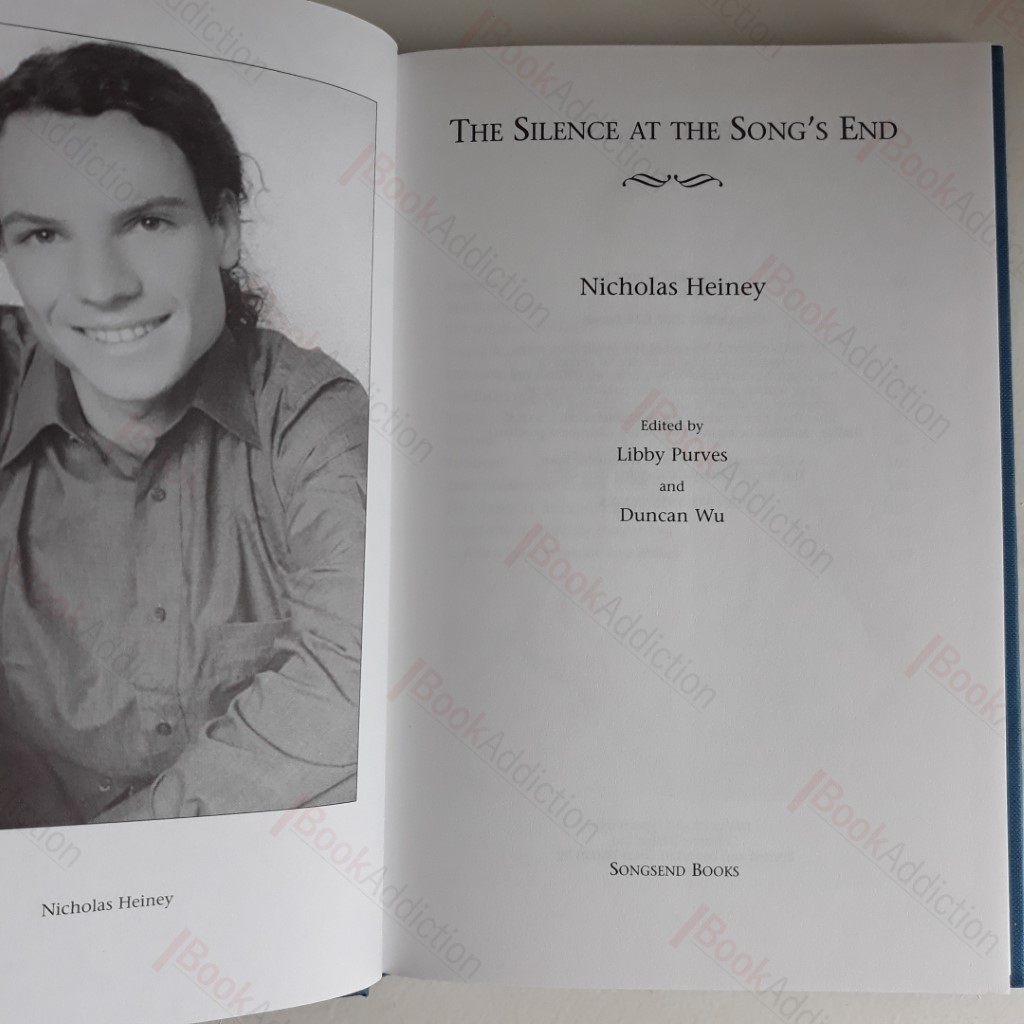 Nicholas Heiney
THE SILENCE AT THE SONG'S END
Nicholas Heiney
Edited by
Libby Purves
and
Duncan Wu
SONGSEND BOOKS
BookAddiction